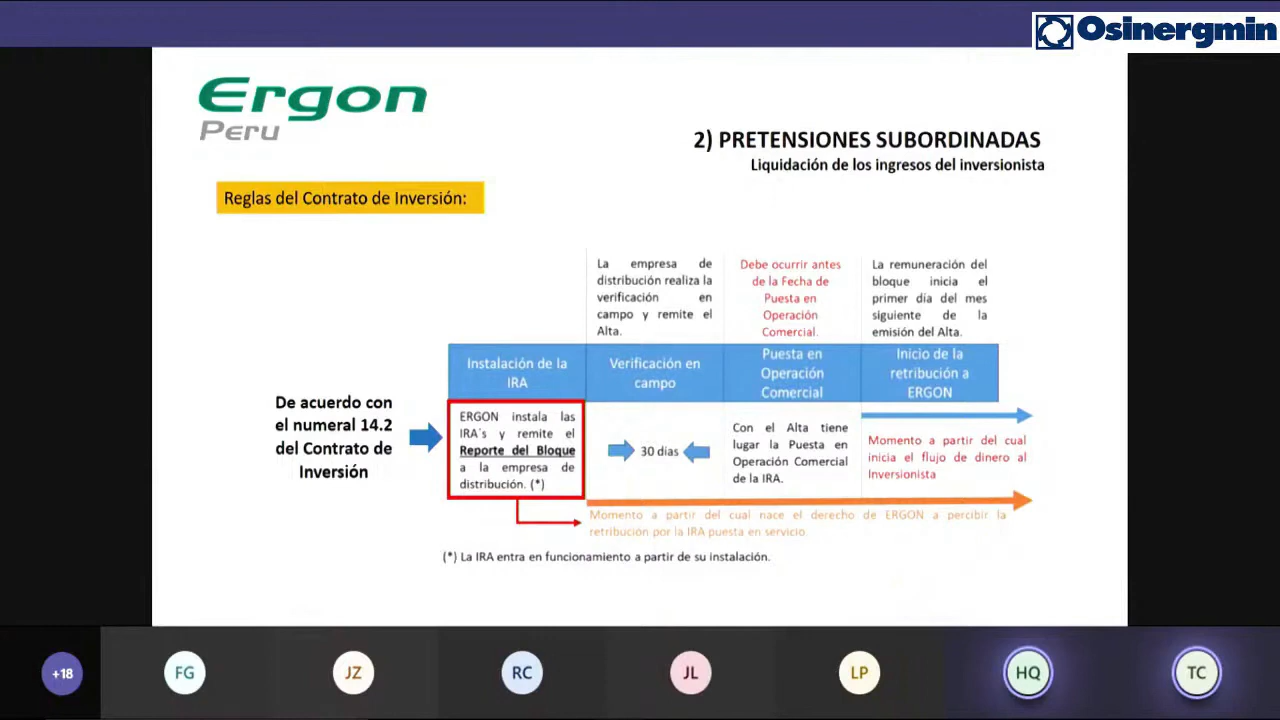 Osinergmin
Ergon
Peru
2) PRETENSIONES SUBORDINADAS
Liquidación de los ingresos del inversionista
Reglas del Contrato de Inversión:
La empresa de
distribución realiza la
verificación en
campo y remite el
Alta.
Debe ocurrir antes
de la Fecha de
Puesta en
Operación
Comercial.
La remuneración del
bloque inicia el
primer día del mes
siguiente de la
emisión del Alta.
Instalación de la
IRA
Verificación en
campo
Puesta en
Operación
Comercial
Inicio de la
retribución a
ERGON
De acuerdo con
el numeral 14.2
del Contrato de
Inversión
ERGON instala las
IRA´s y remite el
Reporte del Bloque
a la empresa de
distribución. (*)
30 días
Con el Alta tiene
lugar la Puesta en
Operación Comercial
de la IRA.
Momento a partir del cual
inicia el flujo de dinero al
Inversionista
Momento a partir del cual nace el derecho de ERGON a percibir la
retribución por la IRA puesta en servicio.
(*) La IRA entra en funcionamiento a partir de su instalación.
+18
FG
JZ
RC
JL
LP
HQ
TC